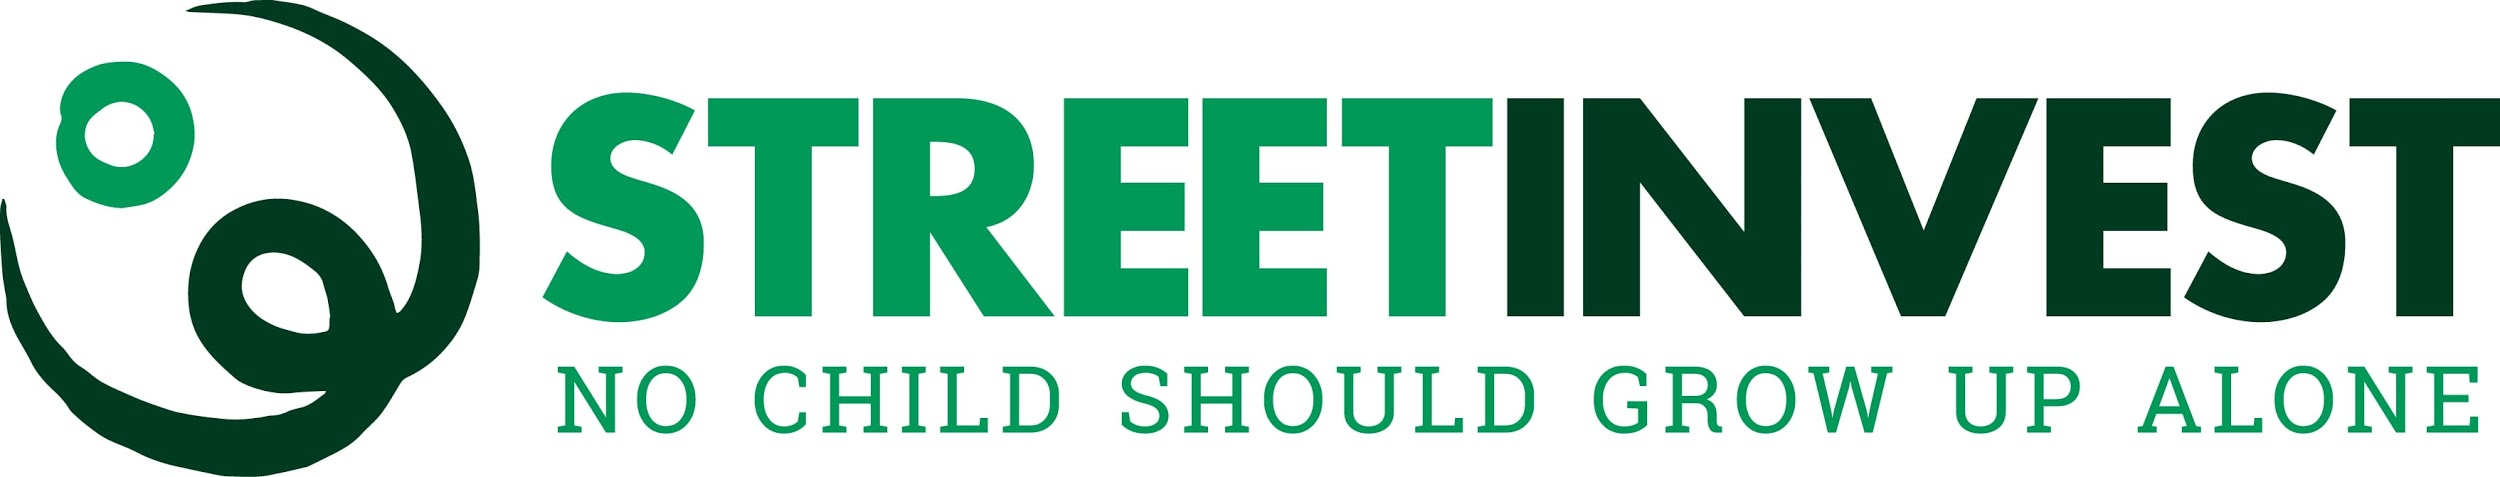 STREETINVEST
NO CHILD SHOULD GROW UP ALONE